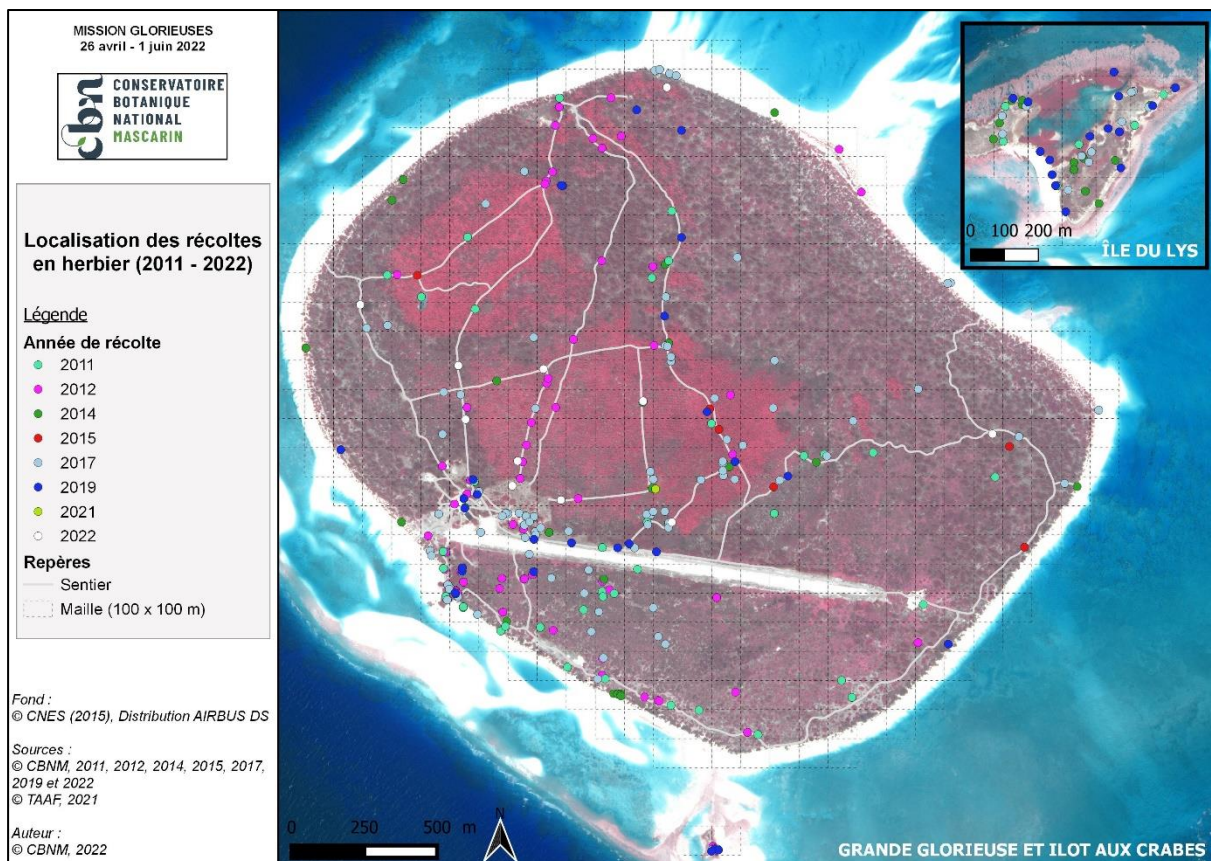 MISSION GLORIEUSES
26 avril - 1 juin 2022
cbn
CONSERVATOIRE
BOTANIQUE
NATIONAL
MASCARIN
Localisation des récoltes
en herbier (2011 - 2022)
Légende
Année de récolte
2011
2012
2014
2015
2017
2019
2021
2022
Repères
Sentier
Maille (100 x 100 m)
Fond :
© CNES (2015), Distribution AIRBUS DS
Sources :
© CBNM, 2011, 2012, 2014, 2015, 2017,
2019 et 2022
© TAAF, 2021
Auteur :
© CBNM, 2022
0 100 200 m
ÎLE DU LYS
0 250 500 m
N
GRANDE GLORIEUSE ET ILOT AUX CRABES